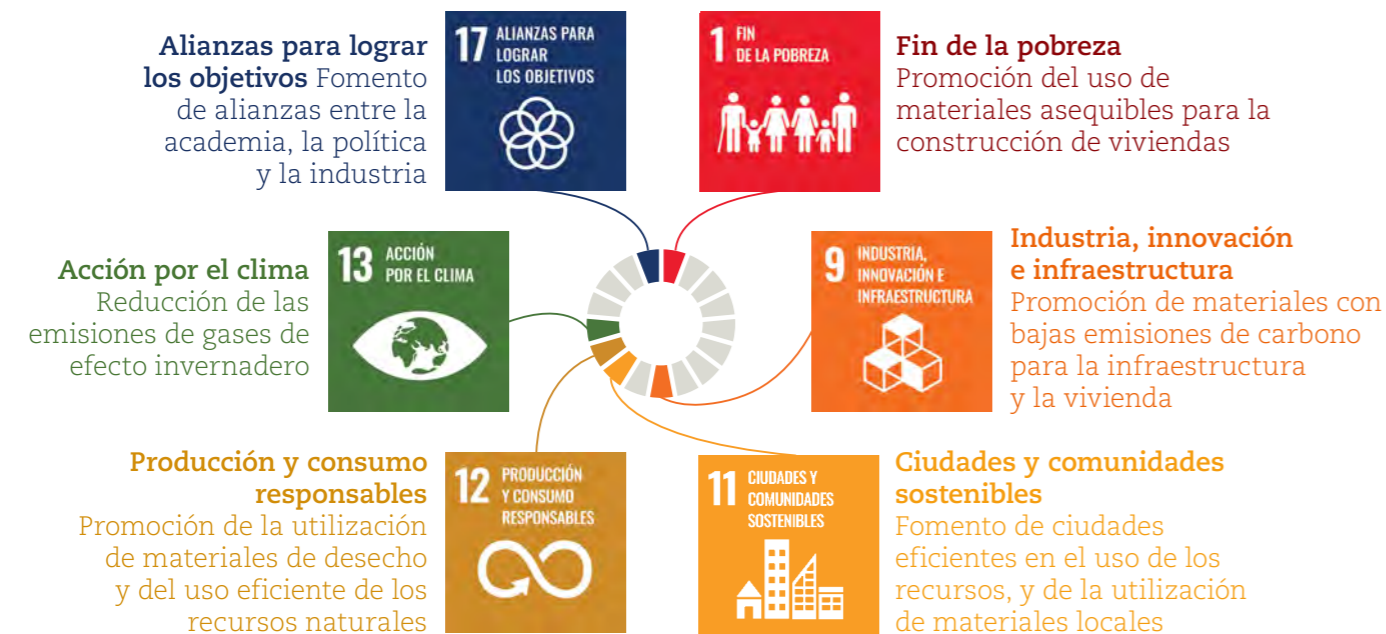 Alianzas para lograr
los objetivos Fomento
de alianzas entre la
academia, la política
y la industria
17 ALIANZAS PARA
LOGRAR
LOS OBJETIVOS
1 FIN
DE LA POBREZA
Fin de la pobreza
Promoción del uso de
materiales asequibles para la
construcción de viviendas
Acción por el clima
Reducción de las
emisiones de gases de
efecto invernadero
13 ACCIÓN
POR EL CLIMA
9 INDUSTRIA,
INNOVACIÓN E
INFRAESTRUCTURA
Industria, innovación
e infraestructura
Promoción de materiales con
bajas emisiones de carbono
para la infraestructura
y la vivienda
Producción y consumo
responsables
Promoción de la utilización
de materiales de desecho
y del uso eficiente de los
recursos naturales
12 PRODUCCIÓN
Y CONSUMO
RESPONSABLES
11 CIUDADES Y
COMUNIDADES
SOSTENIBLES
Ciudades y comunidades
sostenibles
Fomento de ciudades
eficientes en el uso de los
recursos, y de la utilización
de materiales locales